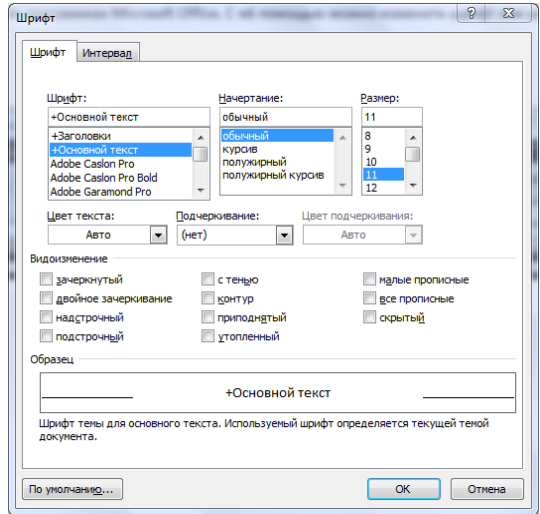 Шрифт
Шрифт Интервал
Шрифт: Начертание: Размер:
+Основной текст обычный 11
+Заголовки обычный 8
+Основной текст курсив 9
Adobe Caslon Pro полужирный 10
Adobe Caslon Pro Bold полужирный курсив 11
Adobe Garamond Pro 12
Цвет текста: Подчеркивание: Цвет подчеркивания:
Авто (нет) Авто
Видоизменение
зачеркнутый с тенью малые прописные
двойное зачеркивание контур все прописные
надстрочный приподнятый скрытый
подстрочный утопленный
Образец
+Основной текст
Шрифт темы для основного текста. Используемый шрифт определяется текущей темой
документа.
По умолчанию... ОК Отмена